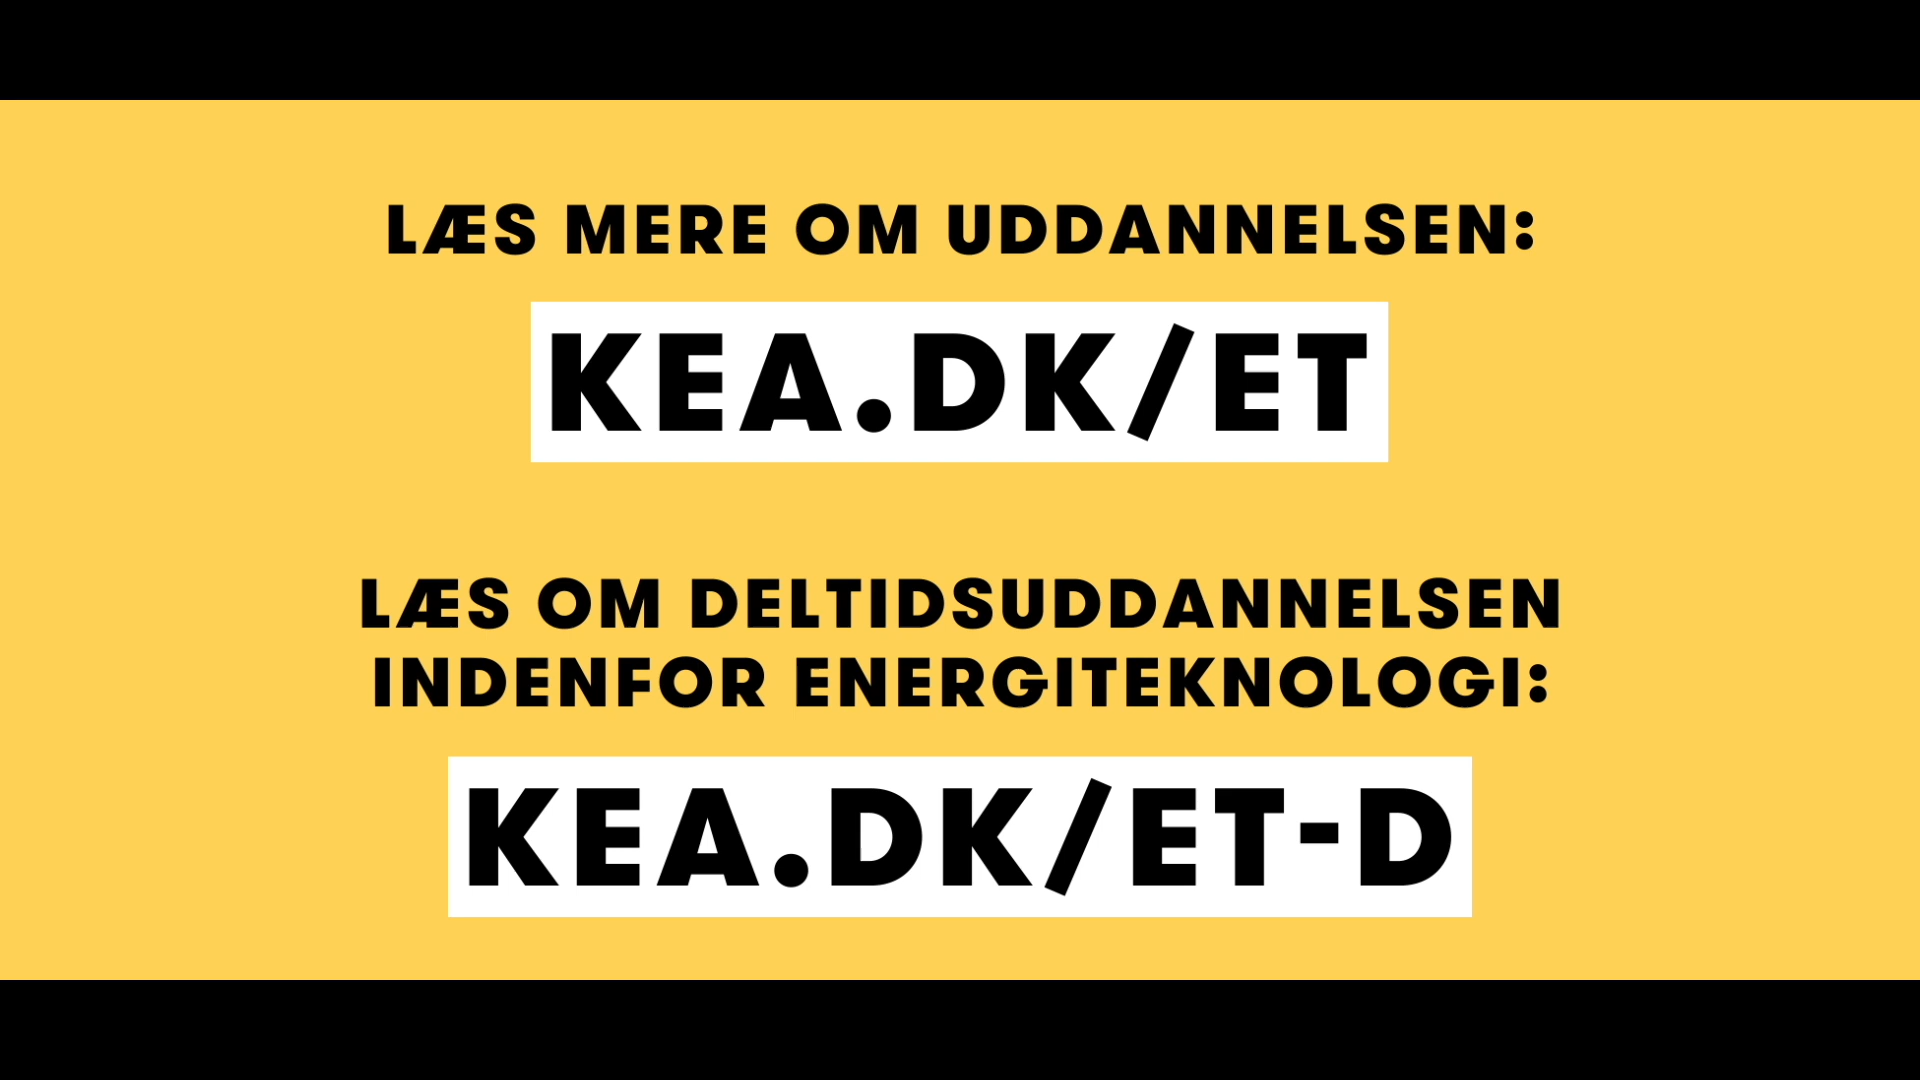 LÆS MERE OM UDDANNELSEN:
KEA.DK/ET
LÆS OM DELTIDSUDDANNELSEN
INDENFOR ENERGITEKNOLOGI:
KEA.DK/ET-D